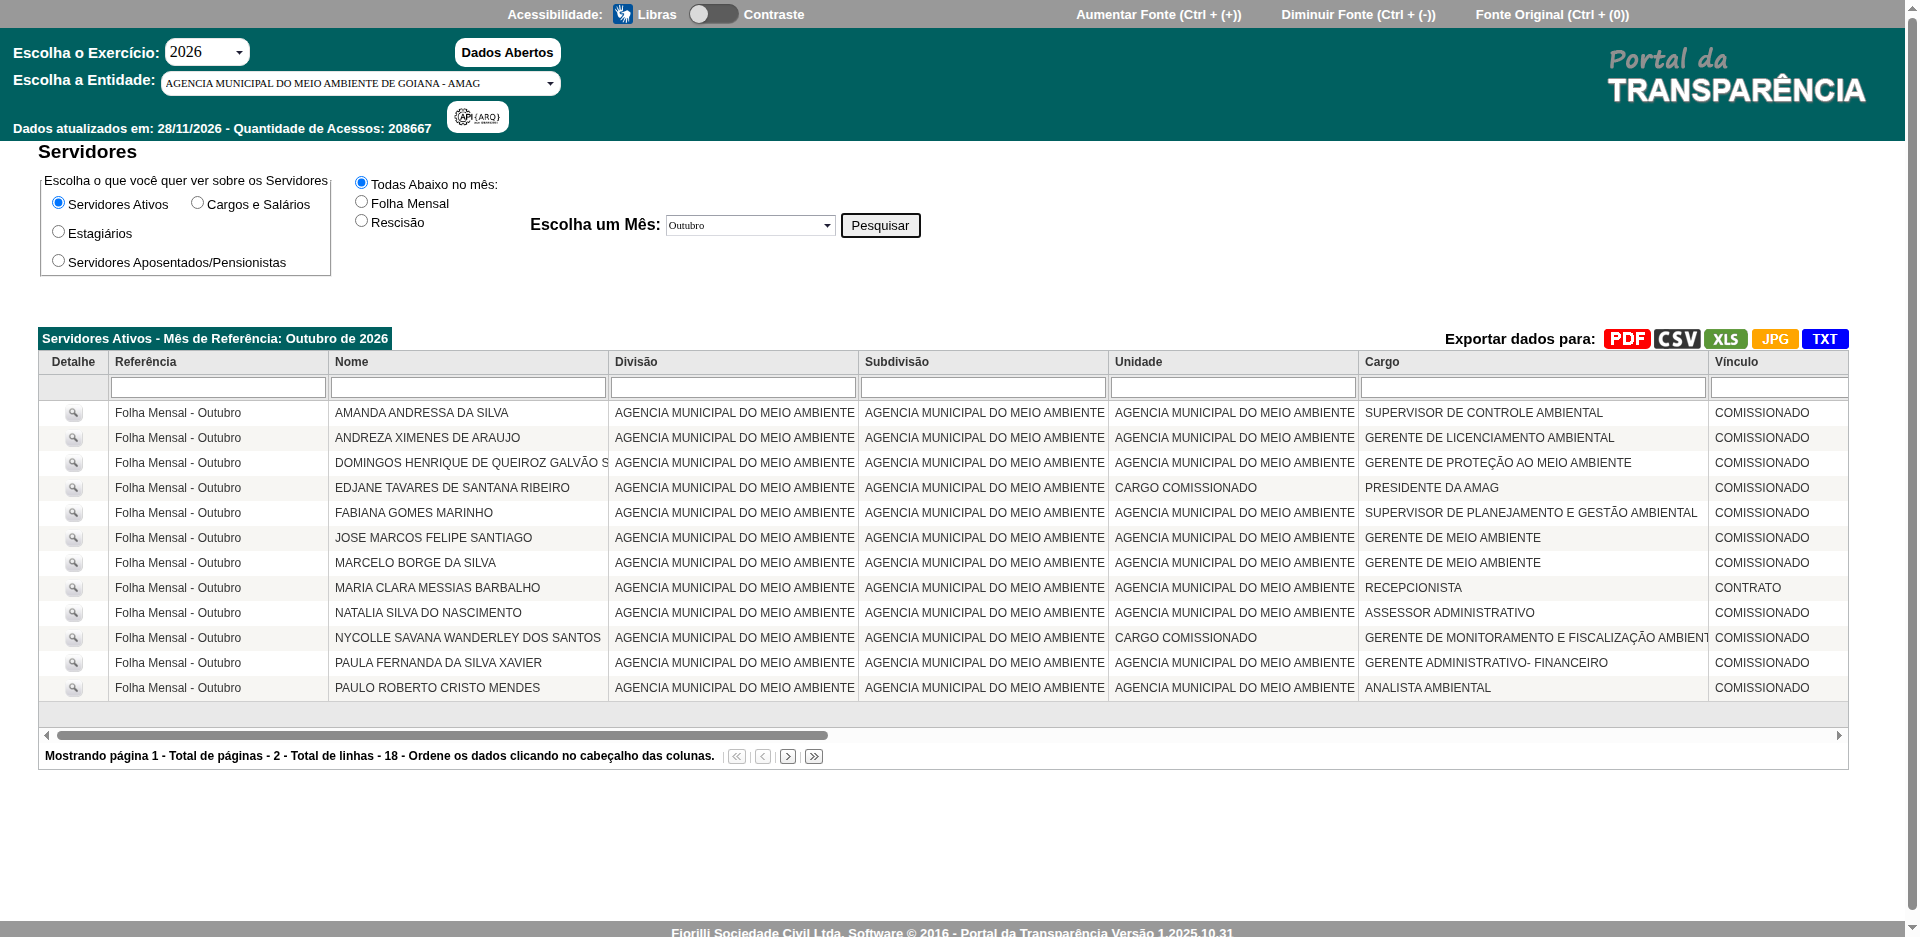 Acessibilidade: Libras Contraste Aumentar Fonte (Ctrl + (+)) Diminuir Fonte (Ctrl + (-)) Fonte Original (Ctrl + (0))
Escolha o Exercício: 2026 Dados Abertos
Escolha a Entidade: AGENCIA MUNICIPAL DO MEIO AMBIENTE DE GOIANA - AMAG
Portal da
TRANSPARÊNCIA
API {ARQ}
Dados atualizados em: 28/11/2026 - Quantidade de Acessos: 208667
Servidores
Escolha o que você quer ver sobre os Servidores
Servidores Ativos Cargos e Salários
Estagiários
Servidores Aposentados/Pensionistas
Todas Abaixo no mês:
Folha Mensal
Rescisão
Escolha um Mês: Outubro Pesquisar
Servidores Ativos - Mês de Referência: Outubro de 2026 Exportar dados para: PDF CSV XLS JPG TXT
Detalhe Referência Nome Divisão Subdivisão Unidade Cargo Vínculo
Folha Mensal - Outubro AMANDA ANDRESSA DA SILVA AGENCIA MUNICIPAL DO MEIO AMBIENTE AGENCIA MUNICIPAL DO MEIO AMBIENTE AGENCIA MUNICIPAL DO MEIO AMBIENTE SUPERVISOR DE CONTROLE AMBIENTAL COMISSIONADO
Folha Mensal - Outubro ANDREZA XIMENES DE ARAUJO AGENCIA MUNICIPAL DO MEIO AMBIENTE AGENCIA MUNICIPAL DO MEIO AMBIENTE AGENCIA MUNICIPAL DO MEIO AMBIENTE GERENTE DE LICENCIAMENTO AMBIENTAL COMISSIONADO
Folha Mensal - Outubro DOMINGOS HENRIQUE DE QUEIROZ GALVÃO S AGENCIA MUNICIPAL DO MEIO AMBIENTE AGENCIA MUNICIPAL DO MEIO AMBIENTE AGENCIA MUNICIPAL DO MEIO AMBIENTE GERENTE DE PROTEÇÃO AO MEIO AMBIENTE COMISSIONADO
Folha Mensal - Outubro EDJANE TAVARES DE SANTANA RIBEIRO AGENCIA MUNICIPAL DO MEIO AMBIENTE AGENCIA MUNICIPAL DO MEIO AMBIENTE CARGO COMISSIONADO PRESIDENTE DA AMAG COMISSIONADO
Folha Mensal - Outubro FABIANA GOMES MARINHO AGENCIA MUNICIPAL DO MEIO AMBIENTE AGENCIA MUNICIPAL DO MEIO AMBIENTE AGENCIA MUNICIPAL DO MEIO AMBIENTE SUPERVISOR DE PLANEJAMENTO E GESTÃO AMBIENTAL COMISSIONADO
Folha Mensal - Outubro JOSE MARCOS FELIPE SANTIAGO AGENCIA MUNICIPAL DO MEIO AMBIENTE AGENCIA MUNICIPAL DO MEIO AMBIENTE AGENCIA MUNICIPAL DO MEIO AMBIENTE GERENTE DE MEIO AMBIENTE COMISSIONADO
Folha Mensal - Outubro MARCELO BORGE DA SILVA AGENCIA MUNICIPAL DO MEIO AMBIENTE AGENCIA MUNICIPAL DO MEIO AMBIENTE AGENCIA MUNICIPAL DO MEIO AMBIENTE GERENTE DE MEIO AMBIENTE COMISSIONADO
Folha Mensal - Outubro MARIA CLARA MESSIAS BARBALHO AGENCIA MUNICIPAL DO MEIO AMBIENTE AGENCIA MUNICIPAL DO MEIO AMBIENTE AGENCIA MUNICIPAL DO MEIO AMBIENTE RECEPCIONISTA CONTRATO
Folha Mensal - Outubro NATALIA SILVA DO NASCIMENTO AGENCIA MUNICIPAL DO MEIO AMBIENTE AGENCIA MUNICIPAL DO MEIO AMBIENTE AGENCIA MUNICIPAL DO MEIO AMBIENTE ASSESSOR ADMINISTRATIVO COMISSIONADO
Folha Mensal - Outubro NYCOLLE SAVANA WANDERLEY DOS SANTOS AGENCIA MUNICIPAL DO MEIO AMBIENTE AGENCIA MUNICIPAL DO MEIO AMBIENTE CARGO COMISSIONADO GERENTE DE MONITORAMENTO E FISCALIZAÇÃO AMBIENT COMISSIONADO
Folha Mensal - Outubro PAULA FERNANDA DA SILVA XAVIER AGENCIA MUNICIPAL DO MEIO AMBIENTE AGENCIA MUNICIPAL DO MEIO AMBIENTE AGENCIA MUNICIPAL DO MEIO AMBIENTE GERENTE ADMINISTRATIVO- FINANCEIRO COMISSIONADO
Folha Mensal - Outubro PAULO ROBERTO CRISTO MENDES AGENCIA MUNICIPAL DO MEIO AMBIENTE AGENCIA MUNICIPAL DO MEIO AMBIENTE AGENCIA MUNICIPAL DO MEIO AMBIENTE ANALISTA AMBIENTAL COMISSIONADO
Mostrando página 1 - Total de páginas - 2 - Total de linhas - 18 - Ordene os dados clicando no cabeçalho das colunas.
Fiorilli Sociedade Civil Ltda. Software © 2016 - Portal da Transparência Versão 1.2025.10.31